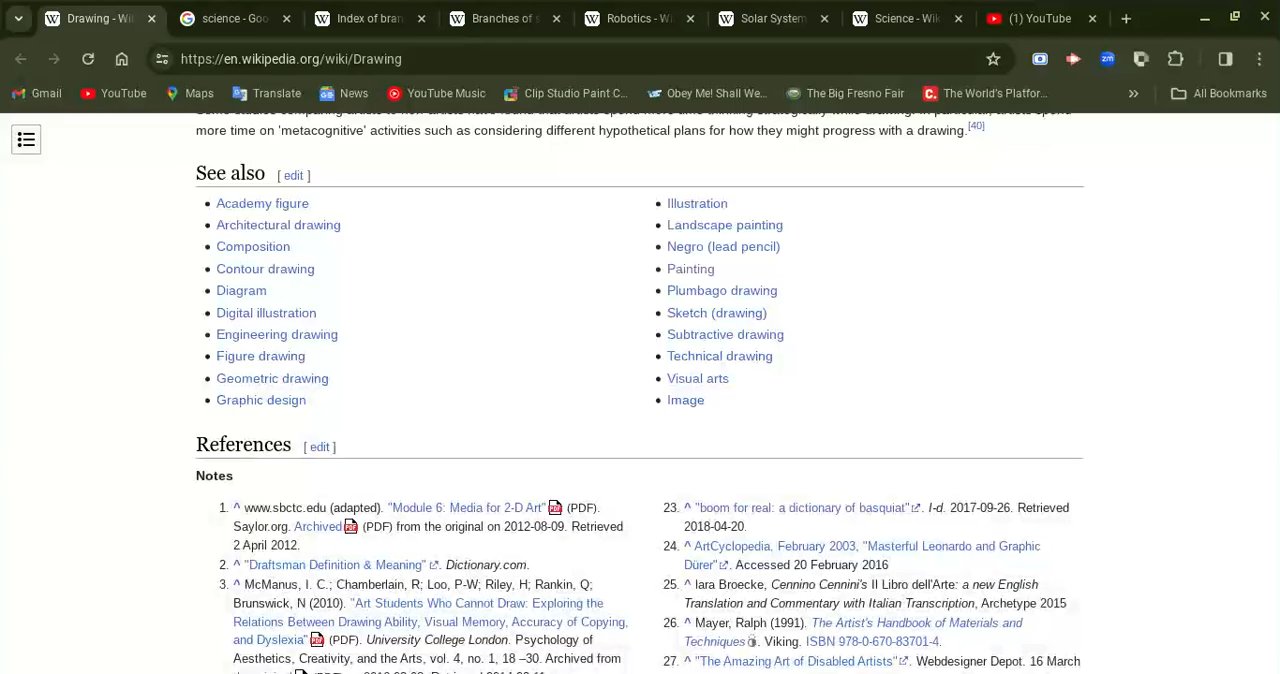 Drawing - Wi
science - Goo
Index of bran
Branches of s
Robotics - Wi
Solar System
Science - Wik
(1) YouTube
https://en.wikipedia.org/wiki/Drawing
Gmail
YouTube
Maps
Translate
News
YouTube Music
Clip Studio Paint C...
Obey Me! Shall We...
The Big Fresno Fair
The World's Platfor...
All Bookmarks
more time on 'metacognitive' activities such as considering different hypothetical plans for how they might progress with a drawing.[40]
See also [ edit ]
Academy figure
Architectural drawing
Composition
Contour drawing
Diagram
Digital illustration
Engineering drawing
Figure drawing
Geometric drawing
Graphic design
Illustration
Landscape painting
Negro (lead pencil)
Painting
Plumbago drawing
Sketch (drawing)
Subtractive drawing
Technical drawing
Visual arts
Image
References [ edit ]
Notes
1. ^ www.sbctc.edu (adapted). "Module 6: Media for 2-D Art" (PDF).
Saylor.org. Archived (PDF) from the original on 2012-08-09. Retrieved
2 April 2012.
2. ^ "Draftsman Definition & Meaning". Dictionary.com.
3. ^ McManus, I. C.; Chamberlain, R; Loo, P-W; Riley, H; Rankin, Q;
Brunswick, N (2010). "Art Students Who Cannot Draw: Exploring the
Relations Between Drawing Ability, Visual Memory, Accuracy of Copying,
and Dyslexia" (PDF). University College London. Psychology of
Aesthetics, Creativity, and the Arts, vol. 4, no. 1, 18 –30. Archived from
23. ^ "boom for real: a dictionary of basquiat". I-d. 2017-09-26. Retrieved
2018-04-20.
24. ^ ArtCyclopedia, February 2003, "Masterful Leonardo and Graphic
Dürer". Accessed 20 February 2016
25. ^ lara Broecke, Cennino Cennini's Il Libro dell'Arte: a new English
Translation and Commentary with Italian Transcription, Archetype 2015
26. ^ Mayer, Ralph (1991). The Artist's Handbook of Materials and
Techniques. Viking. ISBN 978-0-670-83701-4.
27. ^ "The Amazing Art of Disabled Artists". Webdesigner Depot. 16 March